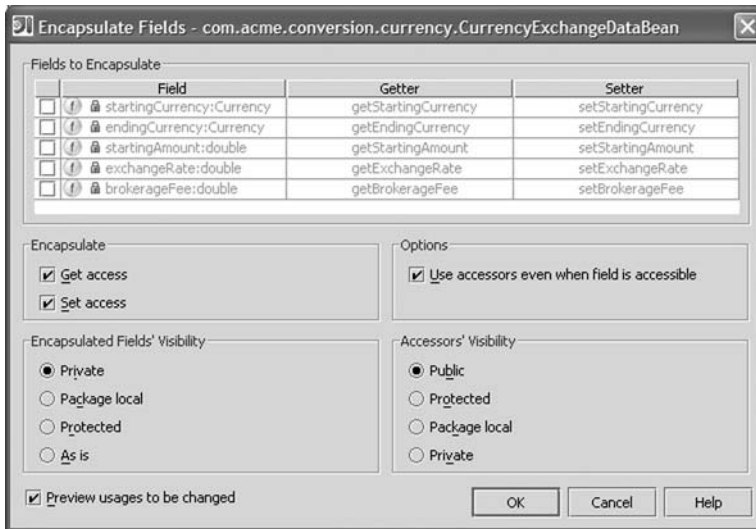 Encapsulate Fields - com.acme.conversion.currency.CurrencyExchangeDataBean
Fields to Encapsulate
Field Getter Setter
startingCurrency:Currency getStartingCurrency setStartingCurrency
endingCurrency:Currency getEndingCurrency setEndingCurrency
startingAmount:double getStartingAmount setStartingAmount
exchangeRate:double getExchangeRate setExchangeRate
brokerageFee:double getBrokerageFee setBrokerageFee
Encapsulate Options
Get access Use accessors even when field is accessible
Set access
Encapsulated Fields' Visibility Accessors' Visibility
Private Public
Package local Protected
Protected Package local
As is Private
Preview usages to be changed OK Cancel Help